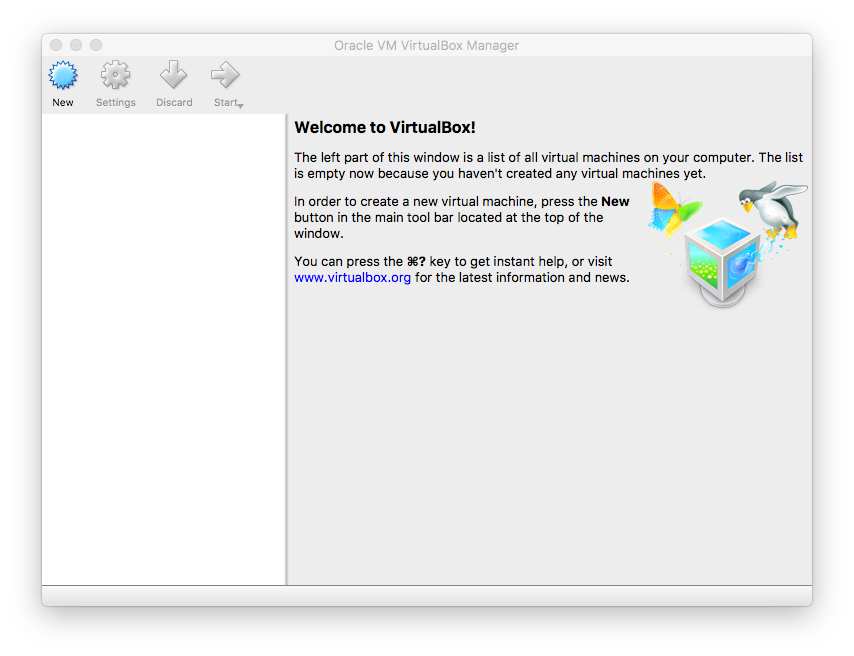 Oracle VM VirtualBox Manager
New Settings Discard Start
Welcome to VirtualBox!
The left part of this window is a list of all virtual machines on your computer. The list
is empty now because you haven't created any virtual machines yet.
In order to create a new virtual machine, press the New
button in the main tool bar located at the top of the
window.
You can press the ⌘? key to get instant help, or visit
www.virtualbox.org for the latest information and news.